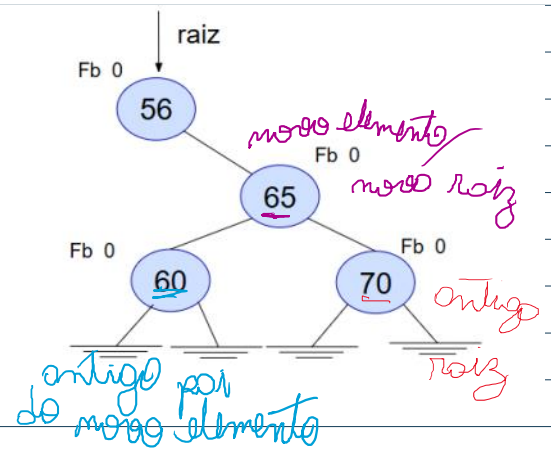 raiz
Fb 0
56
novo elemento/
Fb 0
novo raiz
65
Fb 0
Fb 0
60
70
antigo
raiz
antigo pai
do novo elemento